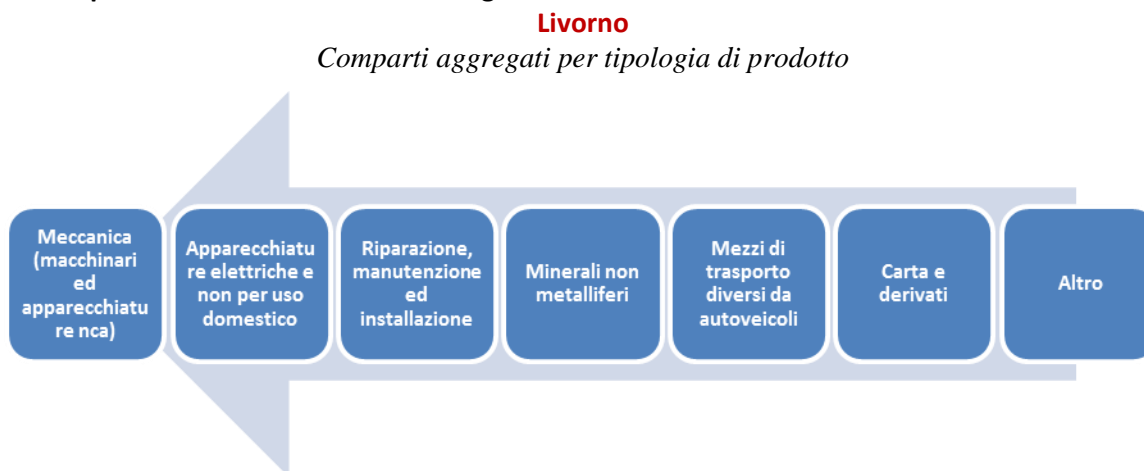 Livorno
Comparti aggregati per tipologia di prodotto
Meccanica
(macchinari
ed
apparecchiatu
re nca)
Apparecchiatu
re elettriche e
non per uso
domestico
Riparazione,
manutenzione
ed
installazione
Minerali non
metalliferi
Mezzi di
trasporto
diversi da
autoveicoli
Carta e
derivati
Altro